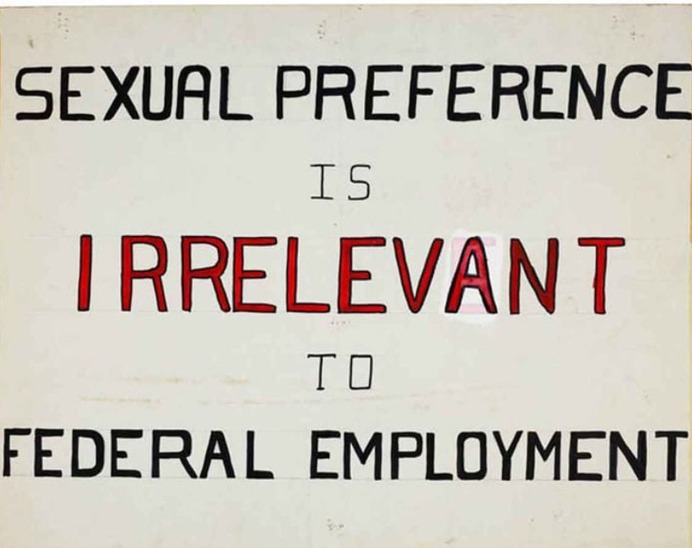 SEXUAL PREFERENCE
IS
IRRELEVANT
TO
FEDERAL EMPLOYMENT